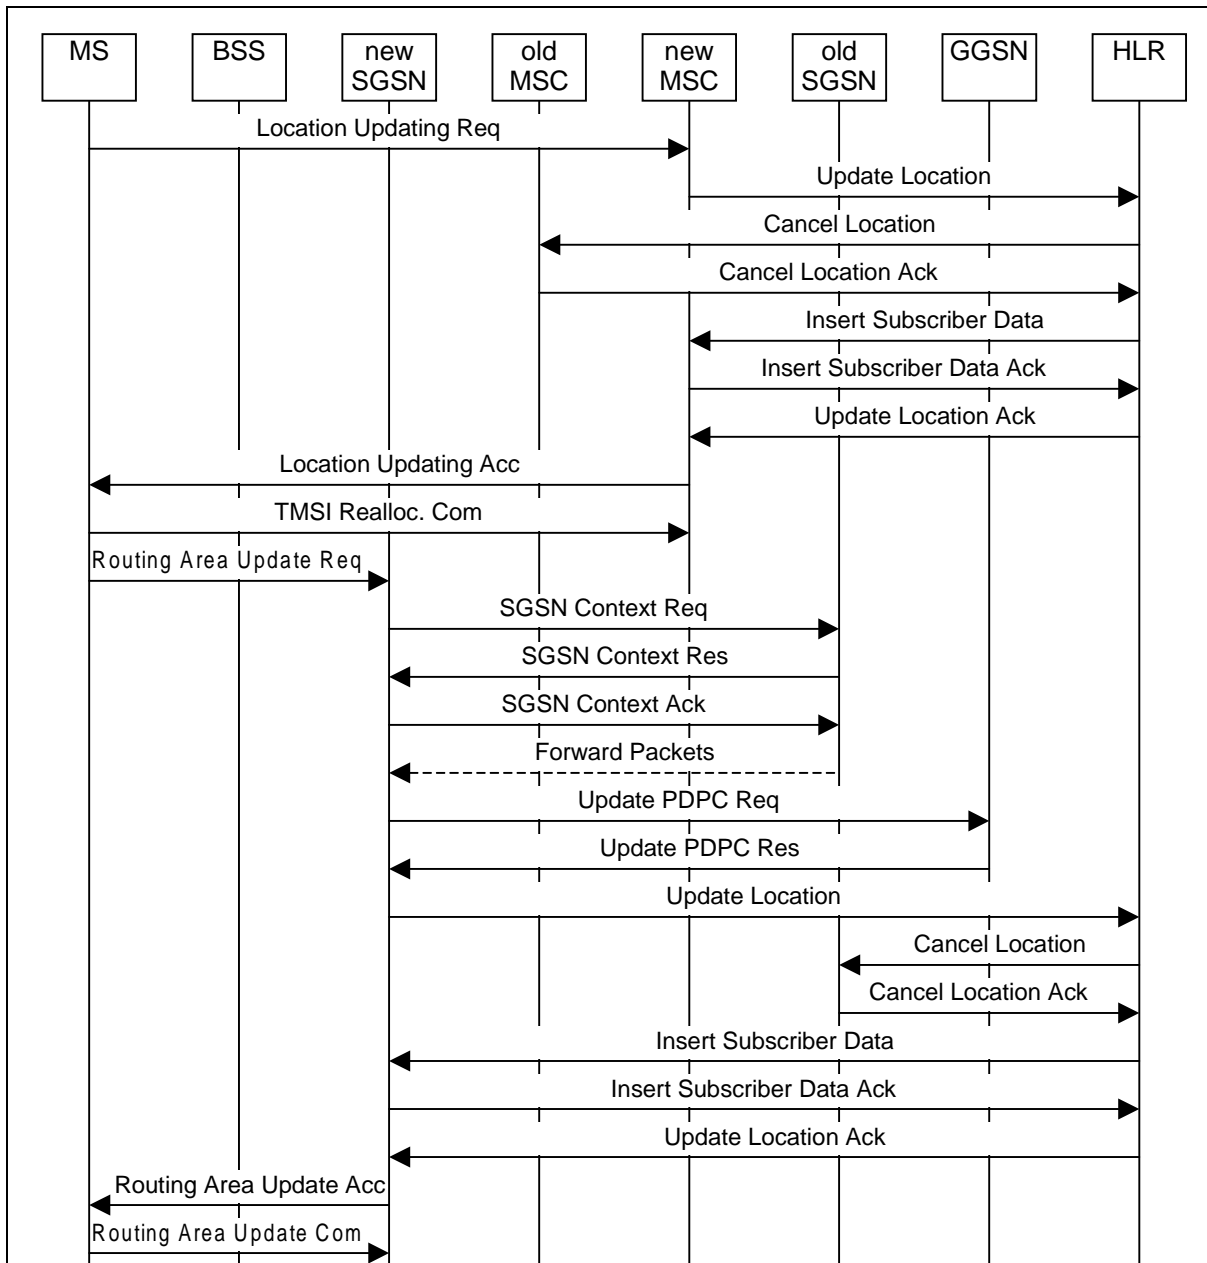 MS
BSS
new
SGSN
old
MSC
new
MSC
old
SGSN
GGSN
HLR
Location Updating Req
Update Location
Cancel Location
Cancel Location Ack
Insert Subscriber Data
Insert Subscriber Data Ack
Update Location Ack
Location Updating Acc
TMSI Realloc. Com
Routing Area Update Req
SGSN Context Req
SGSN Context Res
SGSN Context Ack
Forward Packets
Update PDPC Req
Update PDPC Res
Update Location
Cancel Location
Cancel Location Ack
Insert Subscriber Data
Insert Subscriber Data Ack
Update Location Ack
Routing Area Update Acc
Routing Area Update Com